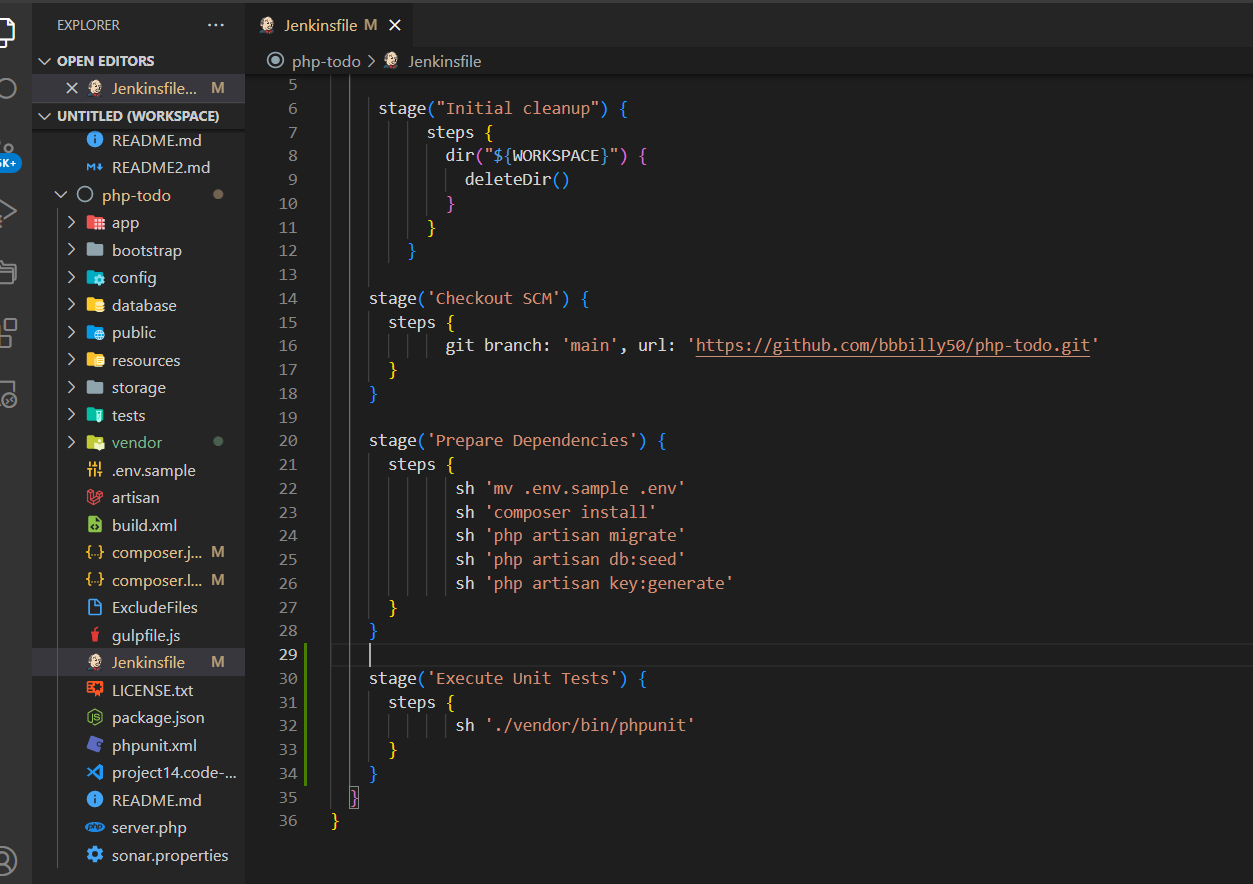 EXPLORER
OPEN EDITORS
Jenkinsfile... M
UNTITLED (WORKSPACE)
README.md
README2.md
php-todo
app
bootstrap
config
database
public
resources
storage
tests
vendor
.env.sample
artisan
build.xml
composer.j... M
composer.l... M
ExcludeFiles
gulpfile.js
Jenkinsfile M
LICENSE.txt
package.json
phpunit.xml
project14.code-...
README.md
server.php
sonar.properties
5K+
Jenkinsfile M
php-todo > Jenkinsfile
5
6 stage("Initial cleanup") {
7 steps {
8 dir("${WORKSPACE}") {
9 deleteDir()
10 }
11 }
12 }
13
14 stage('Checkout SCM') {
15 steps {
16 git branch: 'main', url: 'https://github.com/bbbilly50/php-todo.git'
17 }
18 }
19
20 stage('Prepare Dependencies') {
21 steps {
22 sh 'mv .env.sample .env'
23 sh 'composer install'
24 sh 'php artisan migrate'
25 sh 'php artisan db:seed'
26 sh 'php artisan key:generate'
27 }
28 }
29
30 stage('Execute Unit Tests') {
31 steps {
32 sh './vendor/bin/phpunit'
33 }
34 }
35 }
36 }